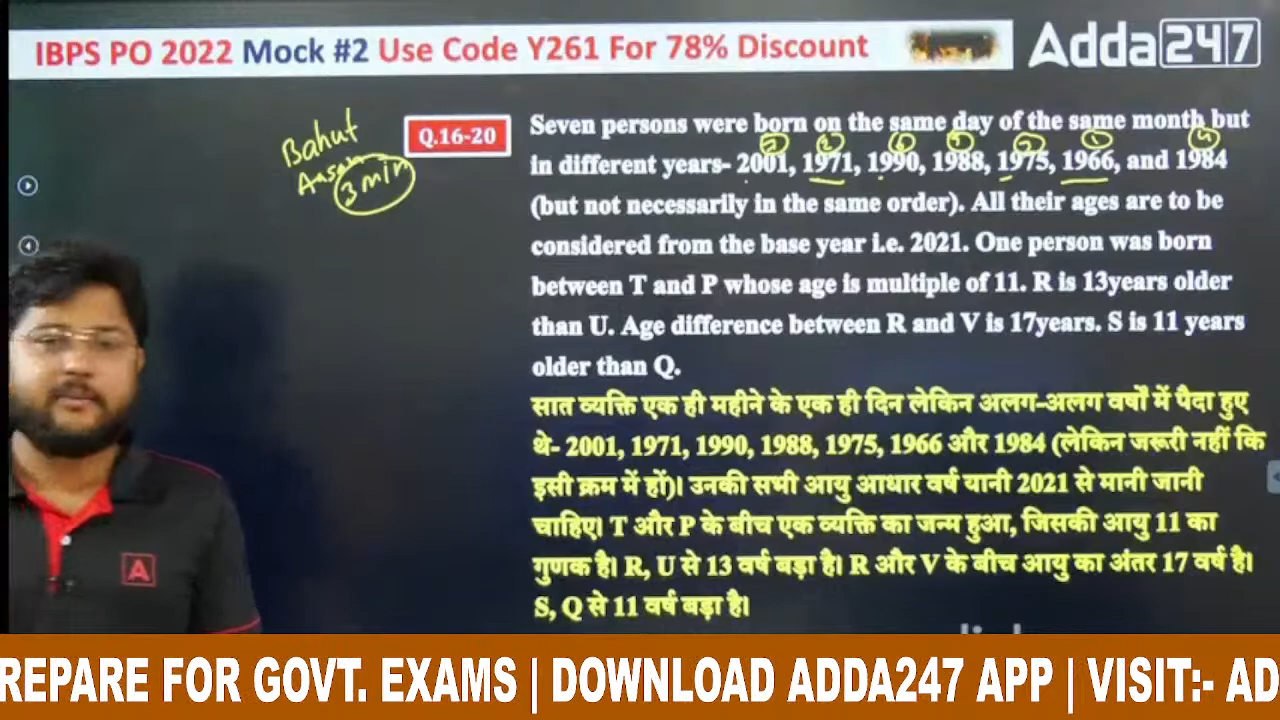 IBPS PO 2022 Mock #2 Use Code Y261 For 78% Discount
Adda247
Bahut
Aasan
3 min
Q.16-20
Seven persons were born on the same day of the same month but
in different years- 2001, 1971, 1990, 1988, 1975, 1966, and 1984
(but not necessarily in the same order). All their ages are to be
considered from the base year i.e. 2021. One person was born
between T and P whose age is multiple of 11. R is 13years older
than U. Age difference between R and V is 17years. S is 11 years
older than Q.
सात व्यक्ति एक ही महीने के एक ही दिन लेकिन अलग-अलग वर्षों में पैदा हुए
थे- 2001, 1971, 1990, 1988, 1975, 1966 और 1984 (लेकिन जरूरी नहीं कि
इसी क्रम में हों)। उनकी सभी आयु आधार वर्ष यानी 2021 से मानी जानी
चाहिए। T और P के बीच एक व्यक्ति का जन्म हुआ, जिसकी आयु 11 का
गुणक है। R, U से 13 वर्ष बड़ा है। R और V के बीच आयु का अंतर 17 वर्ष है।
S, Q से 11 वर्ष बड़ा है।
A
REPARE FOR GOVT. EXAMS | DOWNLOAD ADDA247 APP | VISIT:- AD